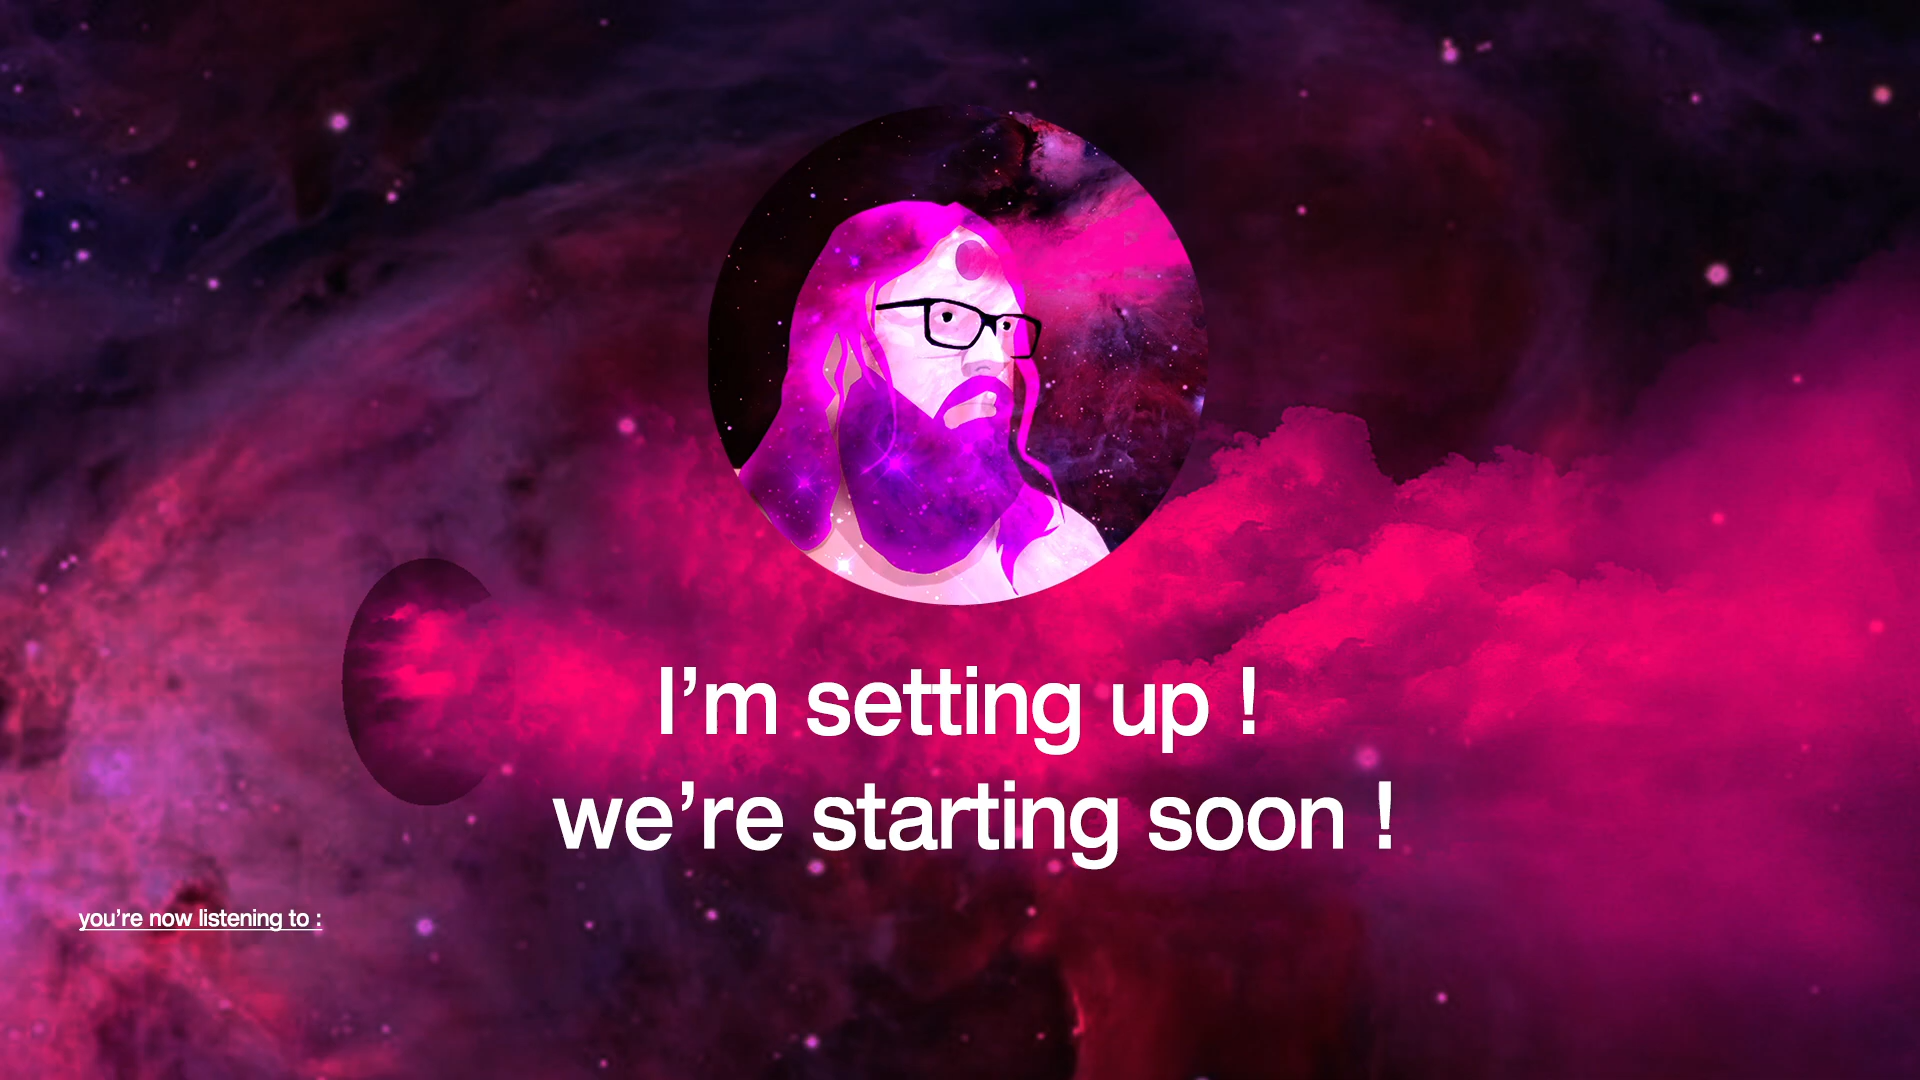 I’m setting up !
we’re starting soon !
you’re now listening to :